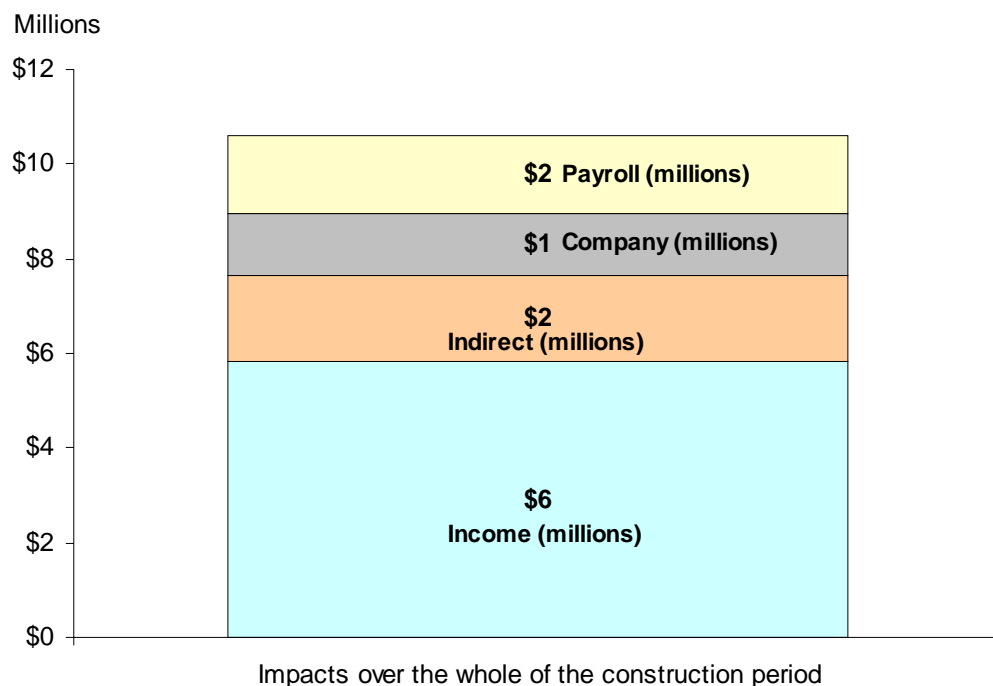 Millions
$12
$10
$8
$6
$4
$2
$0
$2 Payroll (millions)
$1 Company (millions)
$2
Indirect (millions)
$6
Income (millions)
Impacts over the whole of the construction period